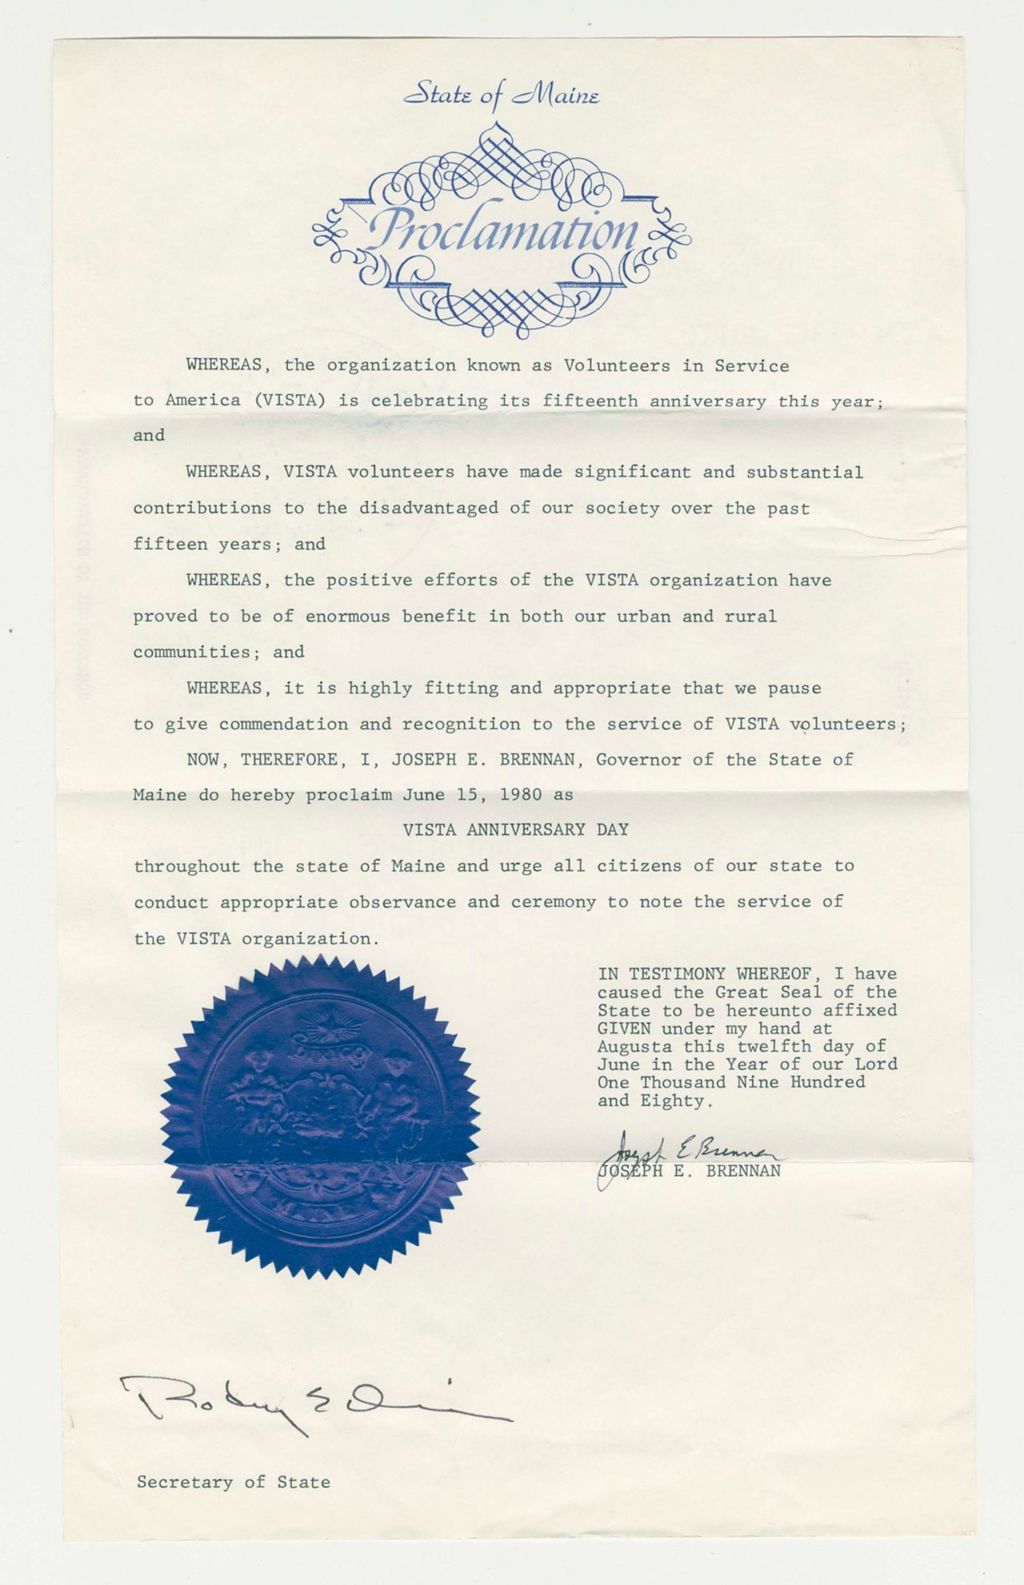 State of Maine
Proclamation
WHEREAS, the organization known as Volunteers in Service
to America (VISTA) is celebrating its fifteenth anniversary this year;
and
WHEREAS, VISTA volunteers have made significant and substantial
contributions to the disadvantaged of our society over the past
fifteen years; and
WHEREAS, the positive efforts of the VISTA organization have
proved to be of enormous benefit in both our urban and rural
communities; and
WHEREAS, it is highly fitting and appropriate that we pause
to give commendation and recognition to the service of VISTA volunteers;
NOW, THEREFORE, I, JOSEPH E. BRENNAN, Governor of the State of
Maine do hereby proclaim June 15, 1980 as
VISTA ANNIVERSARY DAY
throughout the state of Maine and urge all citizens of our state to
conduct appropriate observance and ceremony to note the service of
the VISTA organization.
IN TESTIMONY WHEREOF, I have
caused the Great Seal of the
State to be hereunto affixed
GIVEN under my hand at
Augusta this twelfth day of
June in the Year of our Lord
One Thousand Nine Hundred
and Eighty.
Joseph E Brennan
JOSEPH E. BRENNAN
Secretary of State